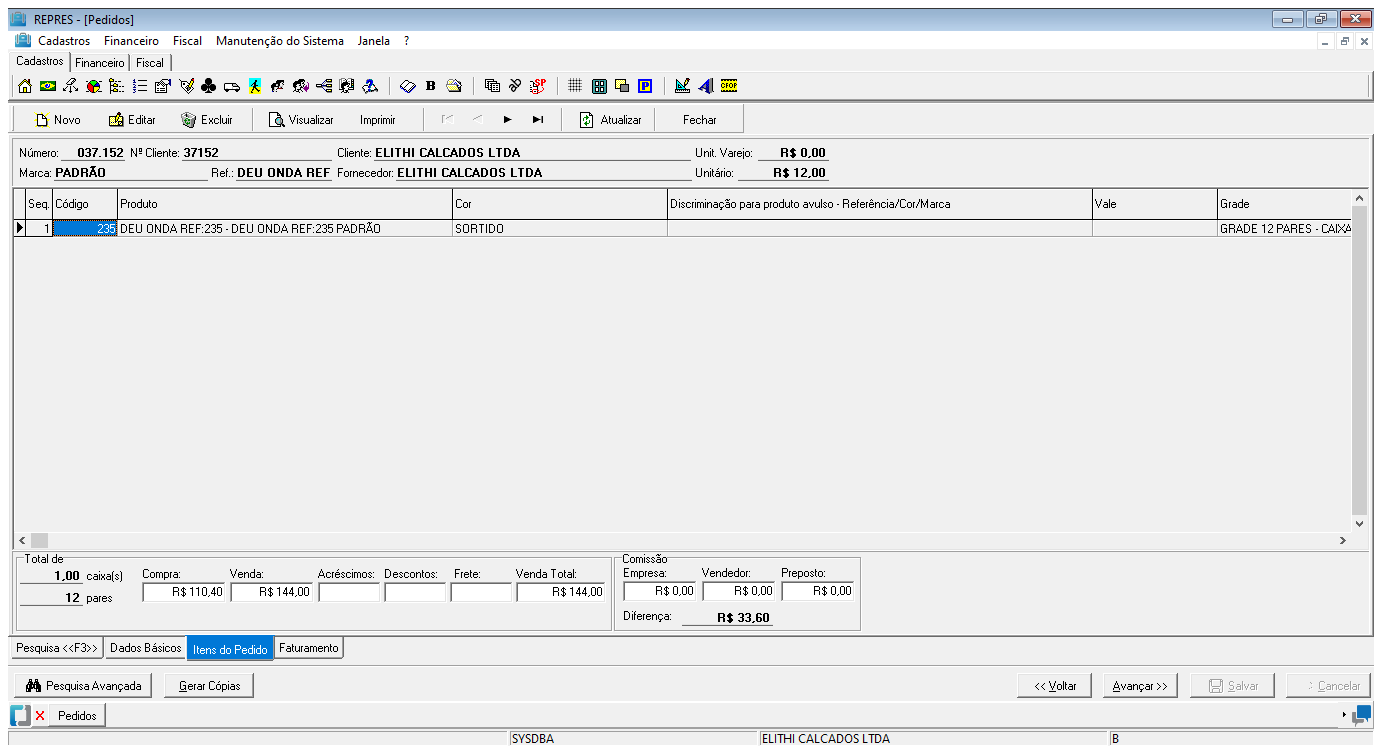 REPRES - [Pedidos]
Cadastros Financeiro Fiscal Manutenção do Sistema Janela ?
Cadastros Financeiro Fiscal
B SP P CFOP
Novo Editar Excluir Visualizar Imprimir Atualizar Fechar
Número: 037.152 Nº Cliente: 37152 Cliente: ELITHI CALCADOS LTDA Unit. Varejo: R$ 0,00
Marca: PADRÃO Ref.: DEU ONDA REF Fornecedor: ELITHI CALCADOS LTDA Unitário: R$ 12,00
Seq. Código Produto Cor Discriminação para produto avulso - Referência/Cor/Marca Vale Grade
1 235 DEU ONDA REF:235 - DEU ONDA REF:235 PADRÃO SORTIDO GRADE 12 PARES - CAIXA
Total de Comissão
1,00 caixa(s) Compra: Venda: Acréscimos: Descontos: Frete: Venda Total: Empresa: Vendedor: Preposto:
12 pares R$ 110,40 R$ 144,00 R$ 144,00 R$ 0,00 R$ 0,00 R$ 0,00
Diferença: R$ 33,60
Pesquisa <<F3>> Dados Básicos Itens do Pedido Faturamento
Pesquisa Avançada Gerar Cópias << Voltar Avançar >> Salvar Cancelar
Pedidos
SYSDBA ELITHI CALCADOS LTDA B